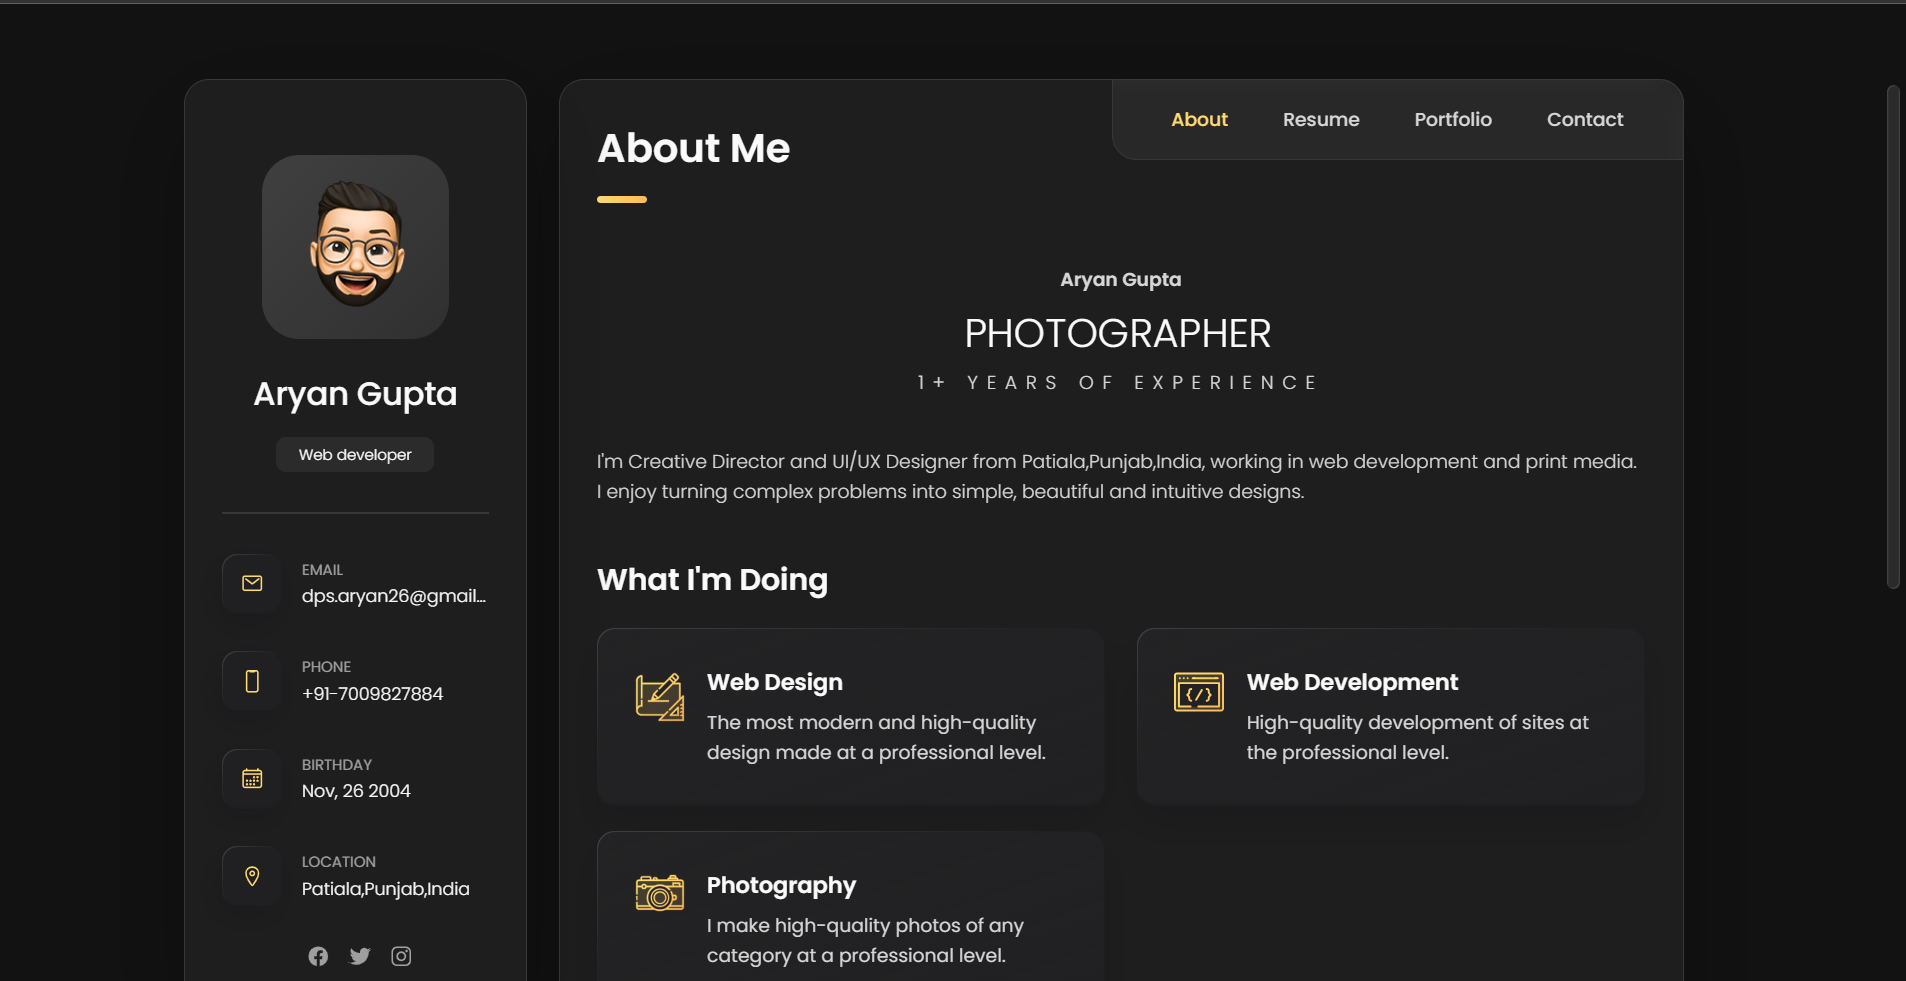 Aryan Gupta
Web developer
EMAIL
dps.aryan26@gmail...
PHONE
+91-7009827884
BIRTHDAY
Nov, 26 2004
LOCATION
Patiala,Punjab,India
About Resume Portfolio Contact
About Me
Aryan Gupta
PHOTOGRAPHER
1+ YEARS OF EXPERIENCE
I'm Creative Director and UI/UX Designer from Patiala,Punjab,India, working in web development and print media.
I enjoy turning complex problems into simple, beautiful and intuitive designs.
What I'm Doing
Web Design
The most modern and high-quality
design made at a professional level.
Web Development
High-quality development of sites at
the professional level.
Photography
I make high-quality photos of any
category at a professional level.